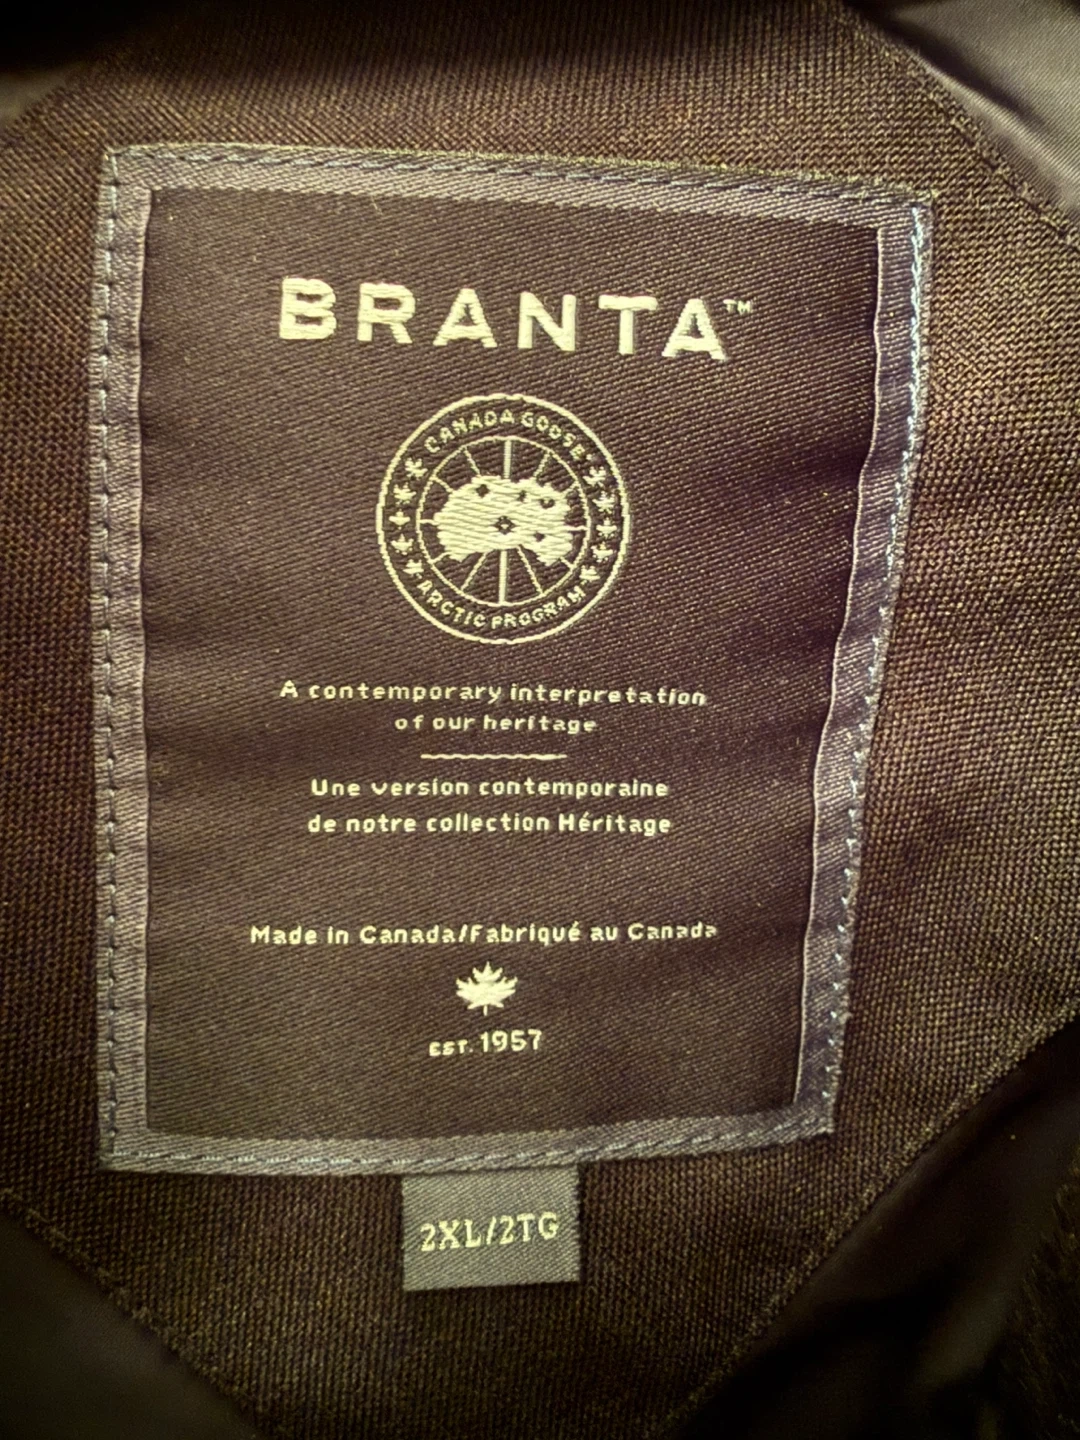 BRANTA™
CANADA GOOSE
ARCTIC PROGRAM
A contemporary interpretation
of our heritage
Une version contemporaine
de notre collection Héritage
Made in Canada/Fabriqué au Canada
EST. 1957
2XL/2TG